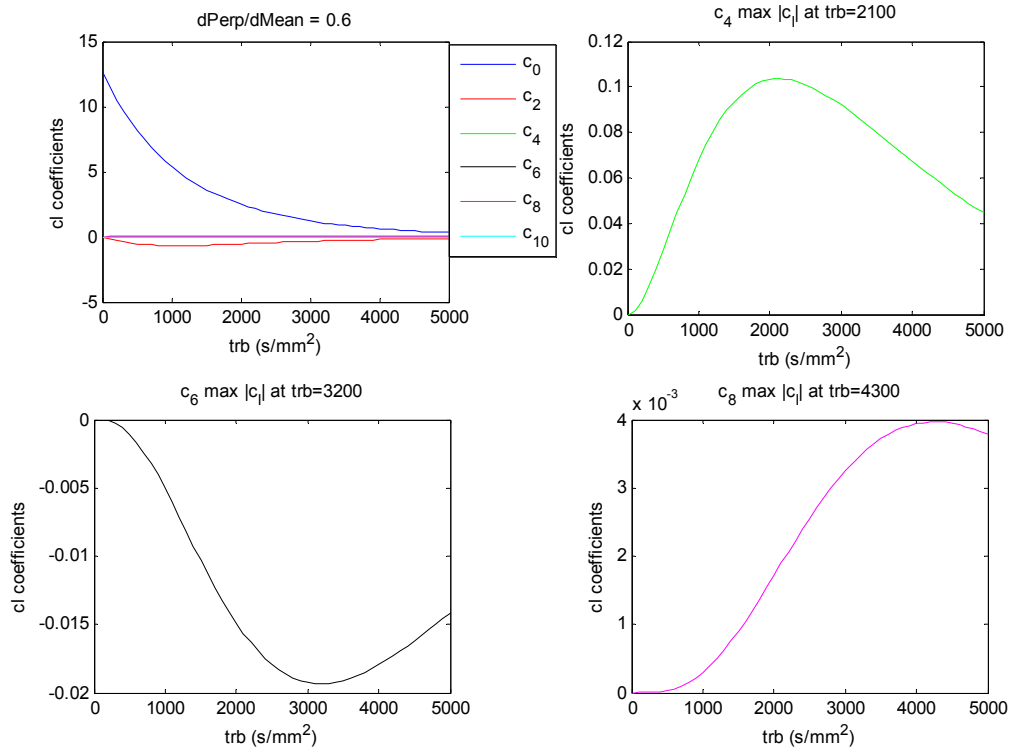 dPerp/dMean = 0.6
15
10
5
0
-5
0 1000 2000 3000 4000 5000
cl coefficients
trb (s/mm²)
c₀
c₂
c₄
c₆
c₈
c₁₀
c₄ max |cₗ| at trb=2100
0.12
0.1
0.08
0.06
0.04
0.02
0
0 1000 2000 3000 4000 5000
cl coefficients
trb (s/mm²)
c₆ max |cₗ| at trb=3200
0
-0.005
-0.01
-0.015
-0.02
0 1000 2000 3000 4000 5000
cl coefficients
trb (s/mm²)
c₈ max |cₗ| at trb=4300
x 10⁻³
4
3
2
1
0
0 1000 2000 3000 4000 5000
cl coefficients
trb (s/mm²)